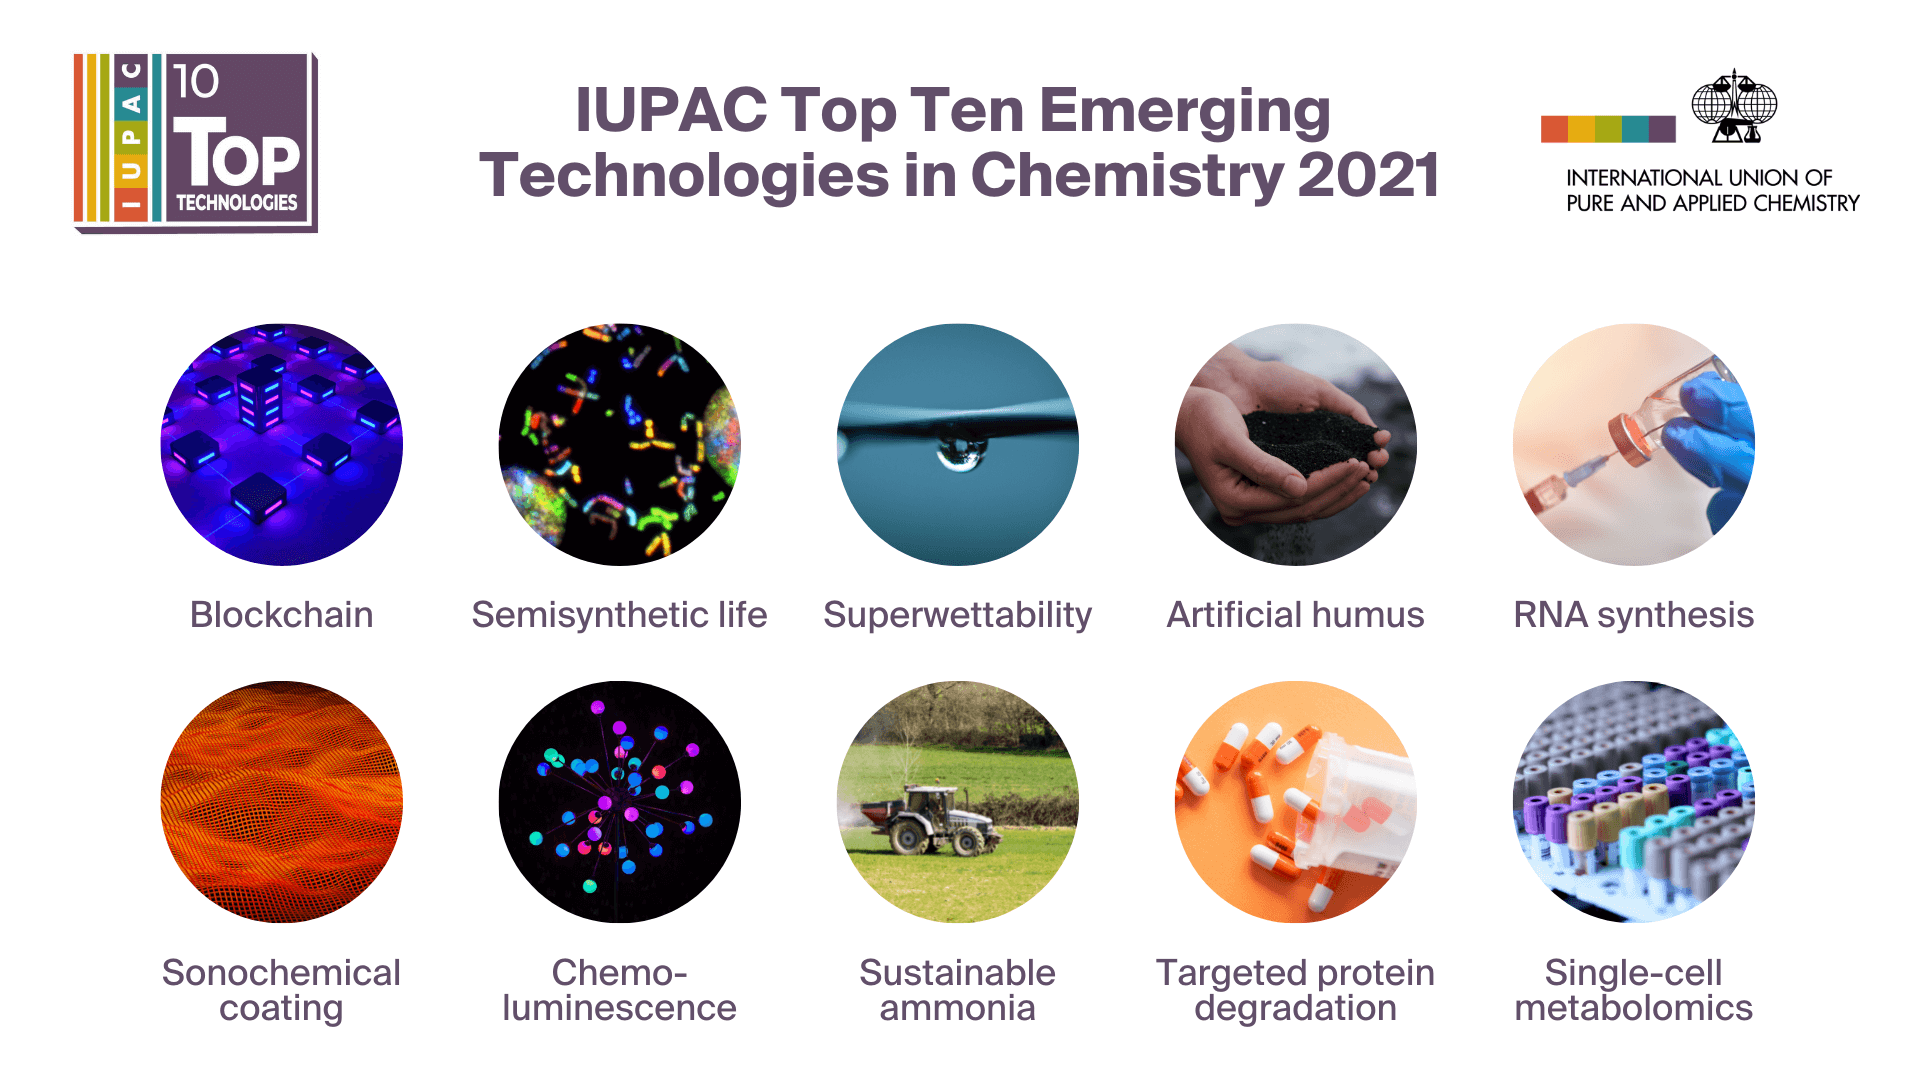 IUPAC
10
TOP
TECHNOLOGIES
IUPAC Top Ten Emerging
Technologies in Chemistry 2021
INTERNATIONAL UNION OF
PURE AND APPLIED CHEMISTRY
Blockchain
Semisynthetic life
Superwettability
Artificial humus
RNA synthesis
Sonochemical
coating
Chemo-
luminescence
Sustainable
ammonia
Targeted protein
degradation
Single-cell
metabolomics